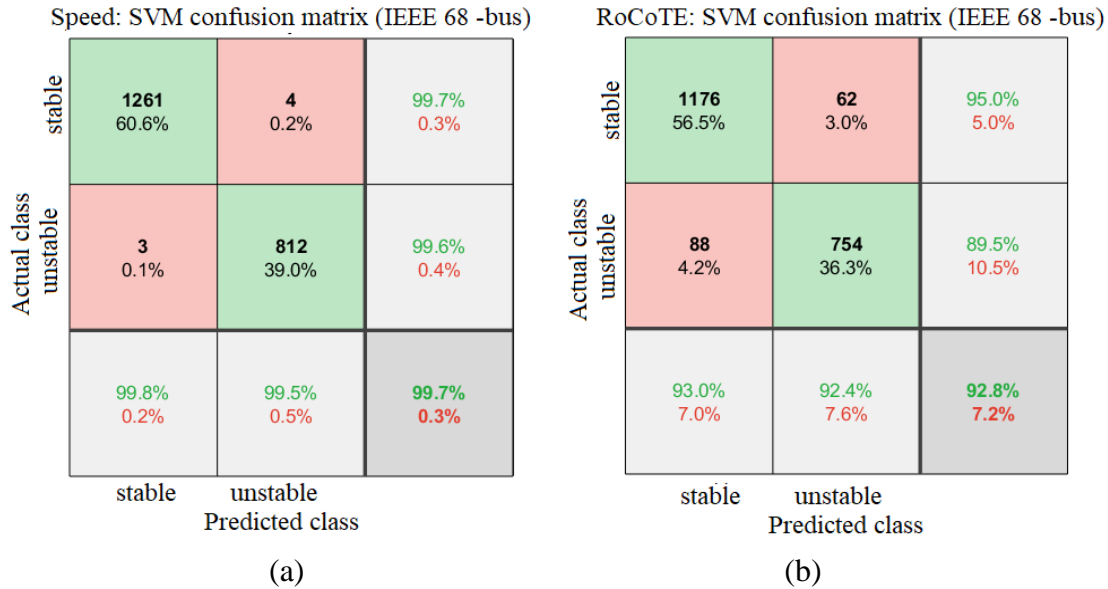 Speed: SVM confusion matrix (IEEE 68 -bus)
1261
60.6%
4
0.2%
99.7%
0.3%
3
0.1%
812
39.0%
99.6%
0.4%
99.8%
0.2%
99.5%
0.5%
99.7%
0.3%
stable
unstable
Actual class
stable
unstable
Predicted class
(a)
RoCoTE: SVM confusion matrix (IEEE 68 -bus)
1176
56.5%
62
3.0%
95.0%
5.0%
88
4.2%
754
36.3%
89.5%
10.5%
93.0%
7.0%
92.4%
7.6%
92.8%
7.2%
stable
unstable
Actual class
stable
unstable
Predicted class
(b)